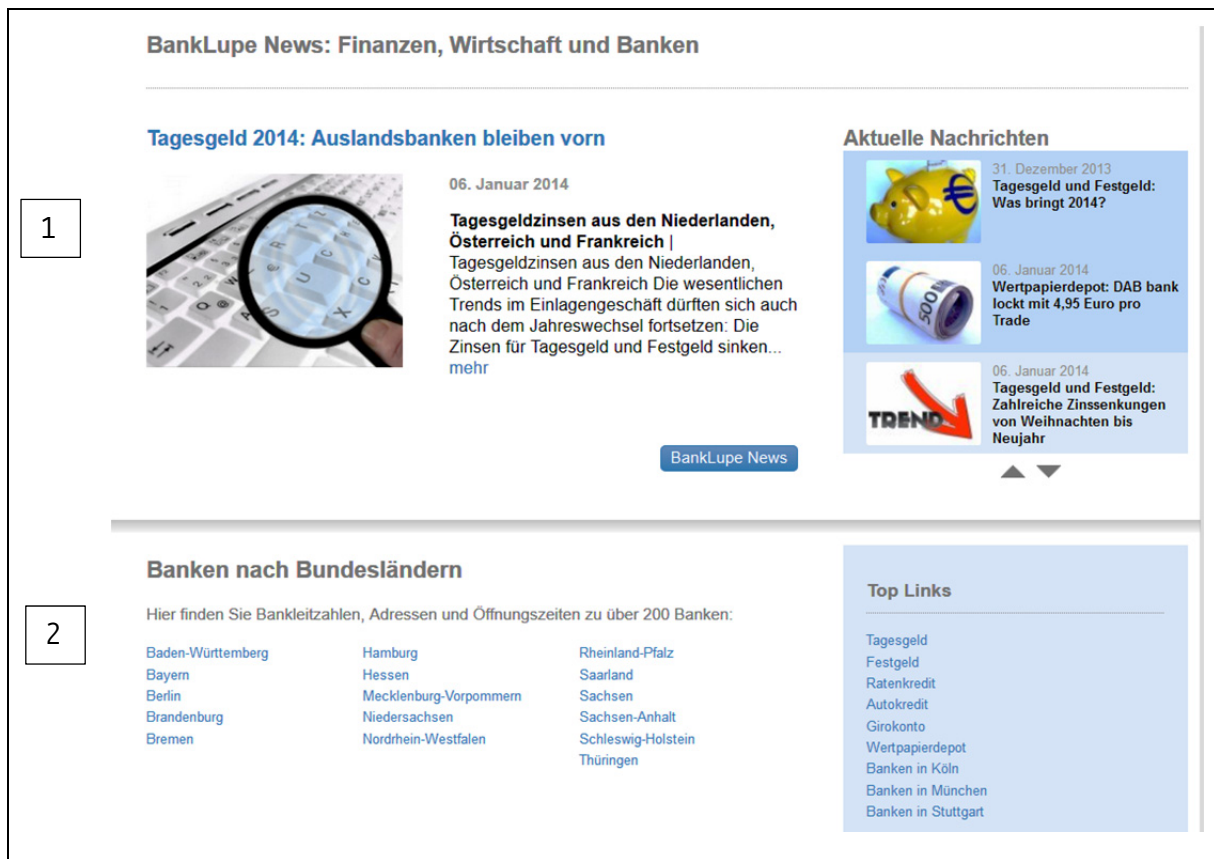 BankLupe News: Finanzen, Wirtschaft und Banken
1
Tagesgeld 2014: Auslandsbanken bleiben vorn
06. Januar 2014
Tagesgeldzinsen aus den Niederlanden,
Österreich und Frankreich |
Tagesgeldzinsen aus den Niederlanden,
Österreich und Frankreich Die wesentlichen
Trends im Einlagengeschäft dürften sich auch
nach dem Jahreswechsel fortsetzen: Die
Zinsen für Tagesgeld und Festgeld sinken...
mehr
BankLupe News
Aktuelle Nachrichten
31. Dezember 2013
Tagesgeld und Festgeld:
Was bringt 2014?
€
06. Januar 2014
Wertpapierdepot: DAB bank
lockt mit 4,95 Euro pro
Trade
500
06. Januar 2014
Tagesgeld und Festgeld:
Zahlreiche Zinssenkungen
von Weihnachten bis
Neujahr
TREND
2
Banken nach Bundesländern
Hier finden Sie Bankleitzahlen, Adressen und Öffnungszeiten zu über 200 Banken:
Baden-Württemberg
Bayern
Berlin
Brandenburg
Bremen
Hamburg
Hessen
Mecklenburg-Vorpommern
Niedersachsen
Nordrhein-Westfalen
Rheinland-Pfalz
Saarland
Sachsen
Sachsen-Anhalt
Schleswig-Holstein
Thüringen
Top Links
Tagesgeld
Festgeld
Ratenkredit
Autokredit
Girokonto
Wertpapierdepot
Banken in Köln
Banken in München
Banken in Stuttgart